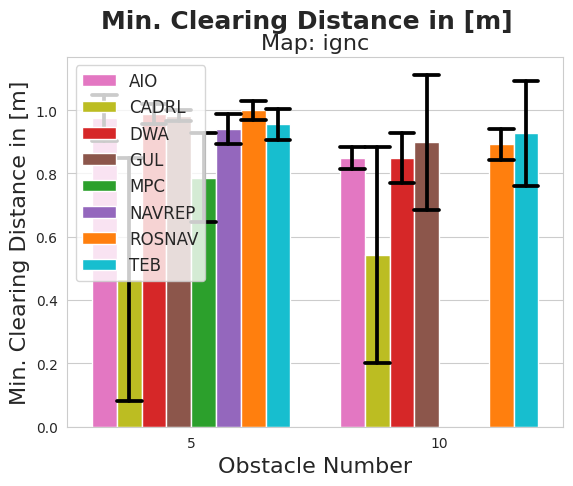 Min. Clearing Distance in [m]
Map: ignc
Min. Clearing Distance in [m]
1.0
0.8
0.6
0.4
0.2
0.0
AIO
CADRL
DWA
GUL
MPC
NAVREP
ROSNAV
TEB
5
10
Obstacle Number